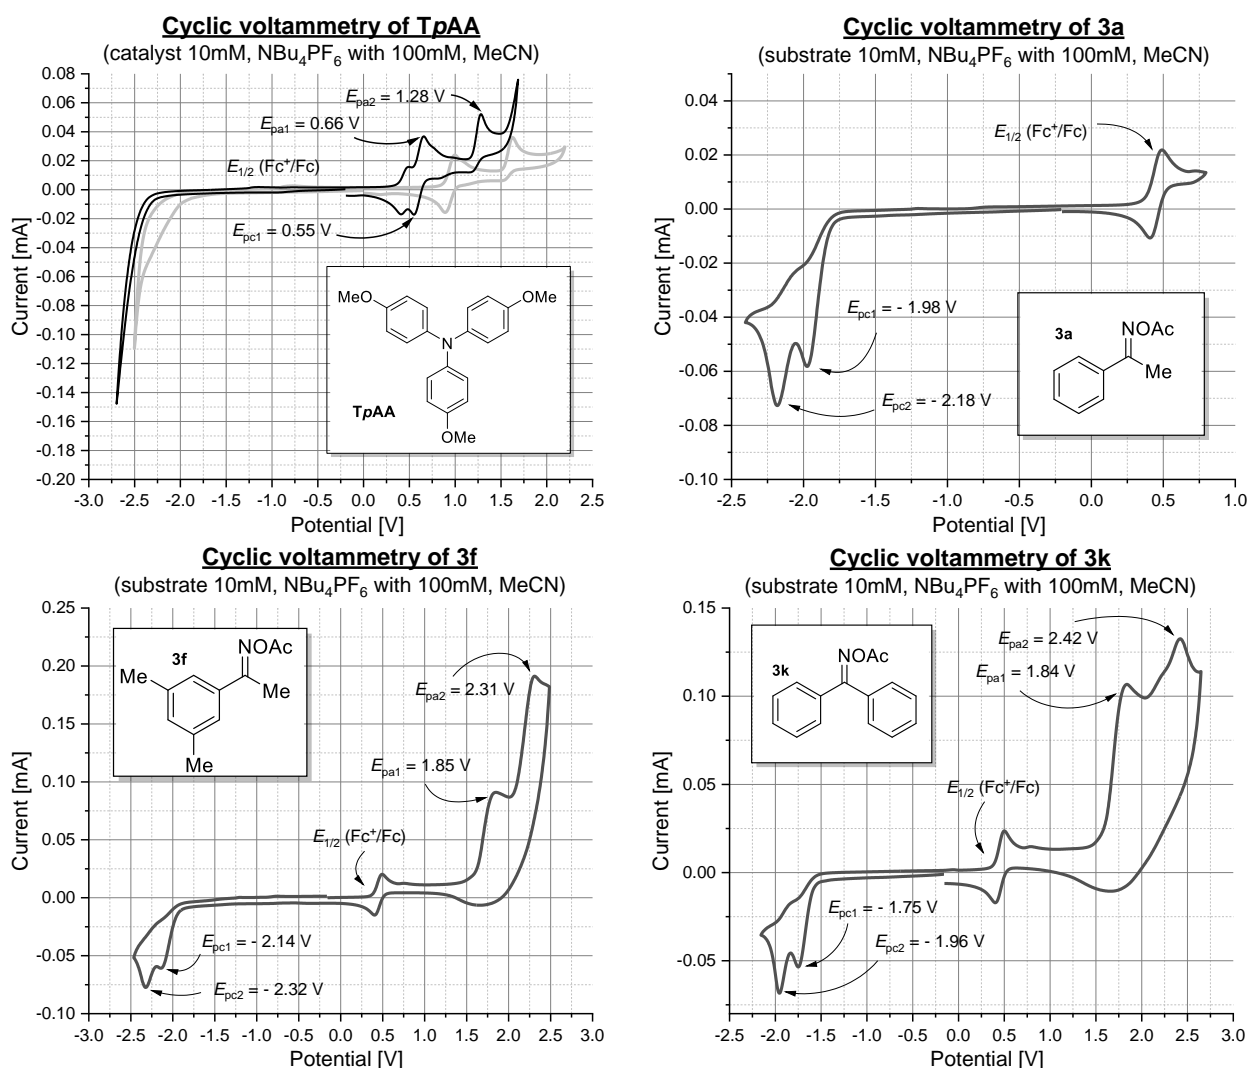 Cyclic voltammetry of TpAA
(catalyst 10mM, NBu4PF6 with 100mM, MeCN)
0.08
0.06
0.04
0.02
0.00
-0.02
-0.04
-0.06
-0.08
-0.10
-0.12
-0.14
-0.16
-0.18
-0.20
Current [mA]
Epa2 = 1.28 V
Epa1 = 0.66 V
E1/2 (Fc+/Fc)
Epc1 = 0.55 V
MeO
OMe
N
TpAA
OMe
-3.0 -2.5 -2.0 -1.5 -1.0 -0.5 0.0 0.5 1.0 1.5 2.0 2.5
Potential [V]
Cyclic voltammetry of 3a
(substrate 10mM, NBu4PF6 with 100mM, MeCN)
0.04
0.02
0.00
-0.02
-0.04
-0.06
-0.08
-0.10
Current [mA]
E1/2 (Fc+/Fc)
Epc1 = - 1.98 V
Epc2 = - 2.18 V
3a
NOAc
Me
-2.5 -2.0 -1.5 -1.0 -0.5 0.0 0.5 1.0
Potential [V]
Cyclic voltammetry of 3f
(substrate 10mM, NBu4PF6 with 100mM, MeCN)
0.25
0.20
0.15
0.10
0.05
0.00
-0.05
-0.10
Current [mA]
3f
NOAc
Me
Me
Me
Epa2 = 2.31 V
Epa1 = 1.85 V
E1/2 (Fc+/Fc)
Epc1 = - 2.14 V
Epc2 = - 2.32 V
-3.0 -2.5 -2.0 -1.5 -1.0 -0.5 0.0 0.5 1.0 1.5 2.0 2.5 3.0
Potential [V]
Cyclic voltammetry of 3k
(substrate 10mM, NBu4PF6 with 100mM, MeCN)
0.15
0.10
0.05
0.00
-0.05
Current [mA]
3k
NOAc
Epa2 = 2.42 V
Epa1 = 1.84 V
E1/2 (Fc+/Fc)
Epc1 = - 1.75 V
Epc2 = - 1.96 V
-2.5 -2.0 -1.5 -1.0 -0.5 0.0 0.5 1.0 1.5 2.0 2.5 3.0
Potential [V]